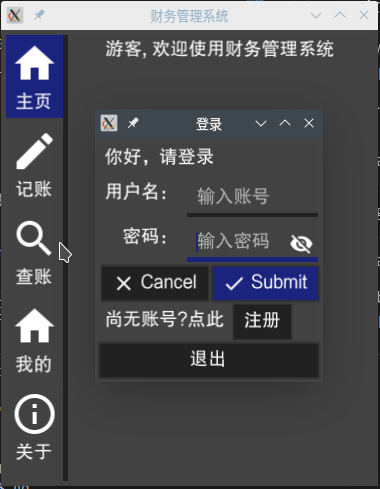 财务管理系统
游客, 欢迎使用财务管理系统
主页
记账
查账
我的
关于
登录
你好，请登录
用户名：
输入账号
密码：
输入密码
Cancel
Submit
尚无账号?点此
注册
退出